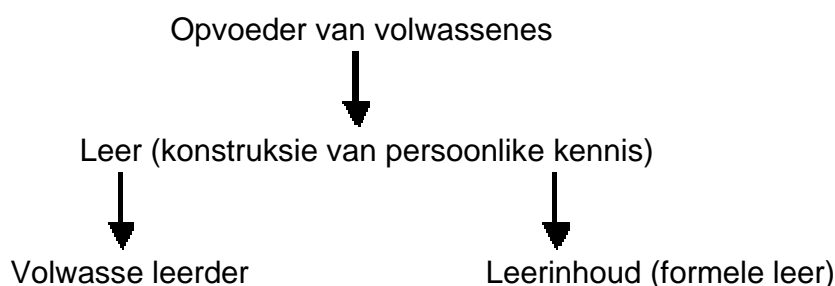 Opvoeder van volwassenes
Leer (konstruksie van persoonlike kennis)
Volwasse leerder Leerinhoud (formele leer)